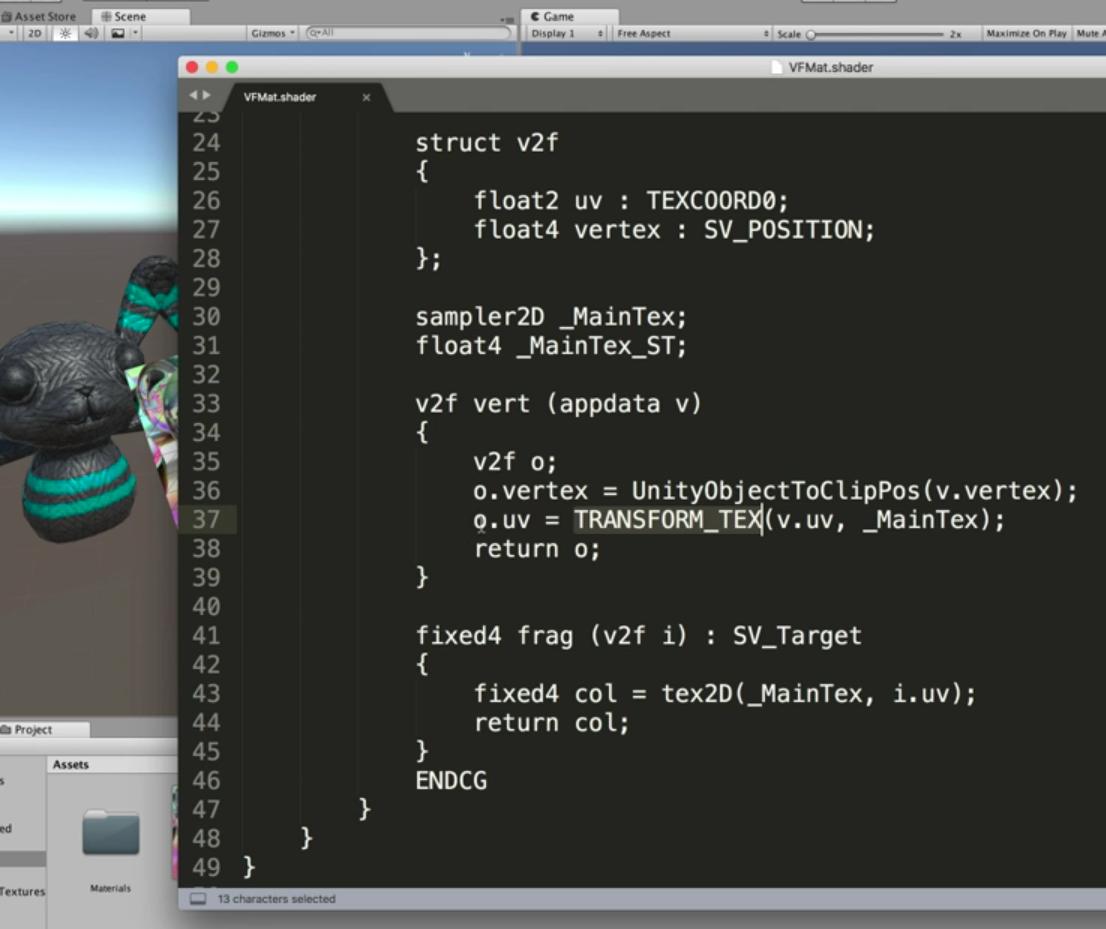 Asset Store
Scene
Game
2D
Gizmos
All
Display 1
Free Aspect
Scale
2x
Maximize On Play
Mute A
VFMat.shader
VFMat.shader
23
24 struct v2f
25 {
26 float2 uv : TEXCOORD0;
27 float4 vertex : SV_POSITION;
28 };
29
30 sampler2D _MainTex;
31 float4 _MainTex_ST;
32
33 v2f vert (appdata v)
34 {
35 v2f o;
36 o.vertex = UnityObjectToClipPos(v.vertex);
37 o.uv = TRANSFORM_TEX(v.uv, _MainTex);
38 return o;
39 }
40
41 fixed4 frag (v2f i) : SV_Target
42 {
43 fixed4 col = tex2D(_MainTex, i.uv);
44 return col;
45 }
46 ENDCG
47 }
48 }
49 }
13 characters selected
Project
Assets
s
ed
Textures
Materials